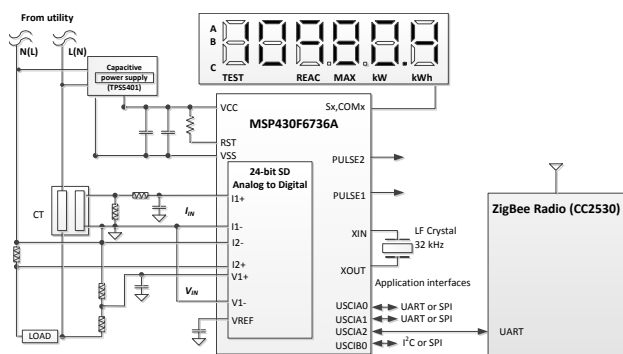 From utility
N(L)
L(N)
Capacitive
power supply
(TPS5401)
A
B
C
TEST
REAC
MAX
kW
kWh
VCC
RST
VSS
MSP430F6736A
Sx,COMx
PULSE2
PULSE1
24-bit SD
Analog to Digital
I1+
I1-
I2-
I2+
V1+
V1-
VREF
CT
IIN
VIN
LOAD
XIN
XOUT
LF Crystal
32 kHz
Application interfaces
USCIA0
UART or SPI
USCIA1
UART or SPI
USCIA2
USCIB0
I²C or SPI
ZigBee Radio (CC2530)
UART